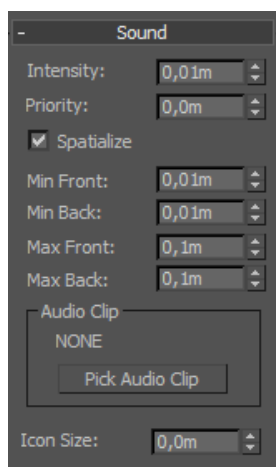 - Sound
Intensity: 0,01m
Priority: 0,0m
Spatialize
Min Front: 0,01m
Min Back: 0,01m
Max Front: 0,1m
Max Back: 0,1m
Audio Clip
NONE
Pick Audio Clip
Icon Size: 0,0m